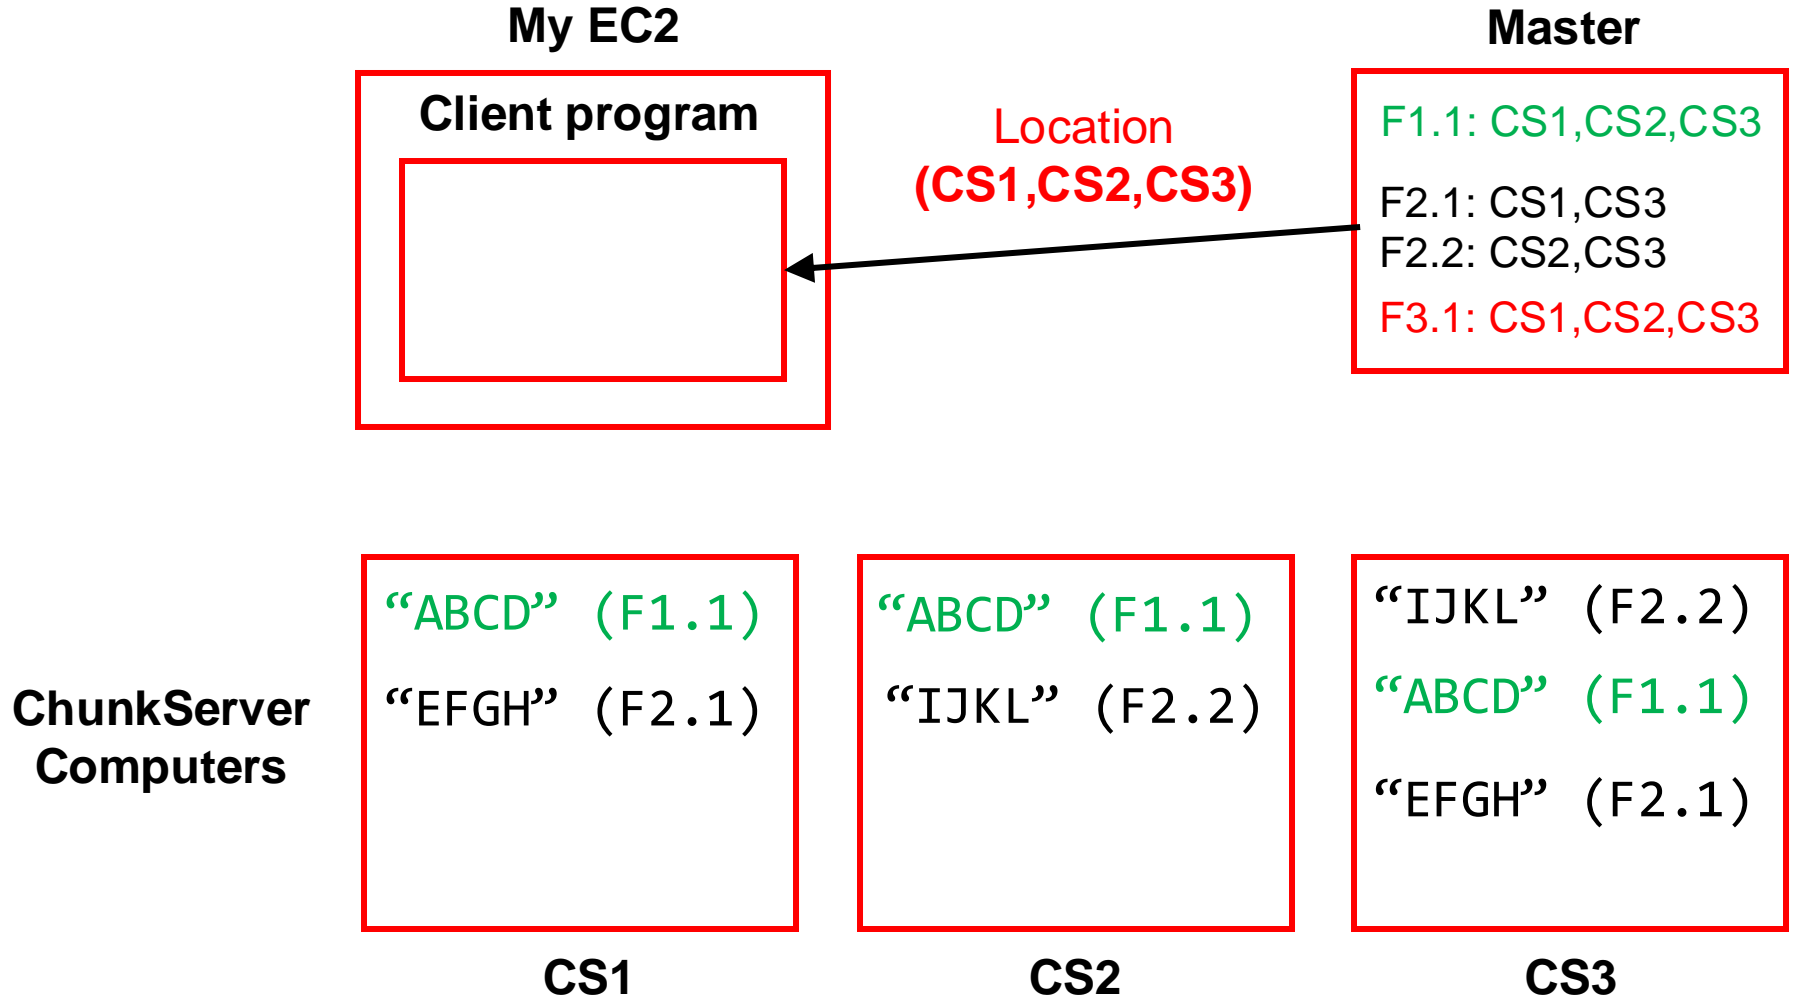 My EC2
Master
Client program
Location
(CS1,CS2,CS3)
F1.1: CS1,CS2,CS3
F2.1: CS1,CS3
F2.2: CS2,CS3
F3.1: CS1,CS2,CS3
ChunkServer
Computers
“ABCD” (F1.1)
“EFGH” (F2.1)
CS1
“ABCD” (F1.1)
“IJKL” (F2.2)
CS2
“IJKL” (F2.2)
“ABCD” (F1.1)
“EFGH” (F2.1)
CS3